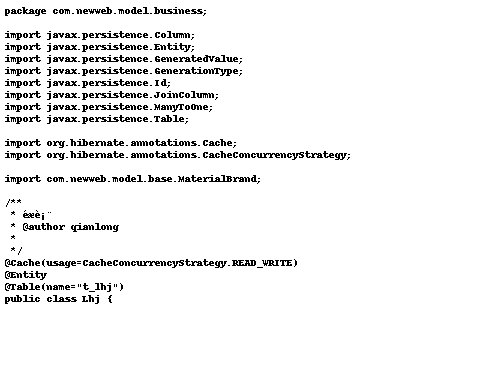 package com.newweb.model.business;

import javax.persistence.Column;
import javax.persistence.Entity;
import javax.persistence.GeneratedValue;
import javax.persistence.GenerationType;
import javax.persistence.Id;
import javax.persistence.JoinColumn;
import javax.persistence.ManyToOne;
import javax.persistence.Table;

import org.hibernate.annotations.Cache;
import org.hibernate.annotations.CacheConcurrencyStrategy;

import com.newweb.model.base.MaterialBrand;

/**
 * éæè¡¨
 * @author qianlong
 *
 */
@Cache(usage=CacheConcurrencyStrategy.READ_WRITE)
@Entity
@Table(name="t_lhj")
public class Lhj {